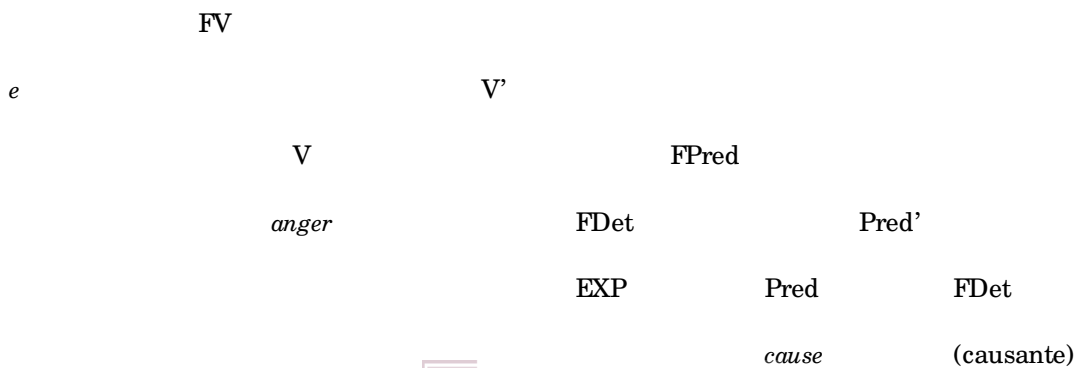 FV
e V’
V FPred
anger FDet Pred’
EXP Pred FDet
cause (causante)